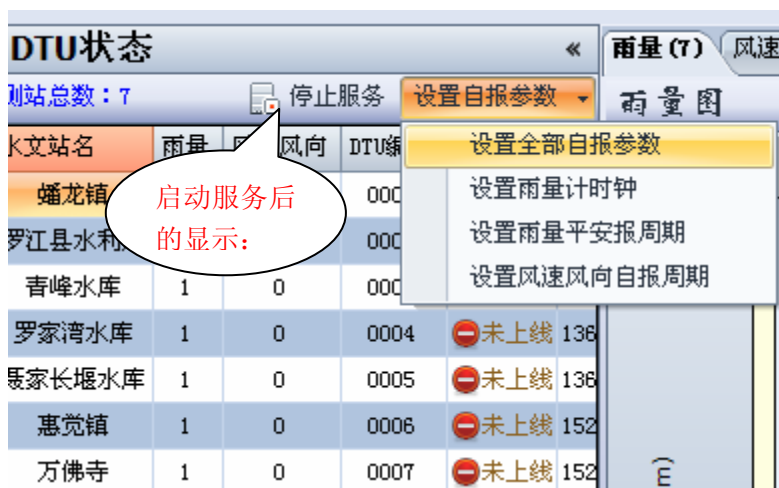 DTU状态 «
雨量(7) 风速
测站总数：7 停止服务 设置自报参数
雨量图
水文站名 雨量 风向 DTU编
设置全部自报参数
设置雨量计时钟
设置雨量平安报周期
设置风速风向自报周期
启动服务后
的显示：
蟠龙镇 000
罗江县水利 000
青峰水库 1 0 000
罗家湾水库 1 0 0004 未上线 136
聂家长堰水库 1 0 0005 未上线 136
惠觉镇 1 0 0006 未上线 152
万佛寺 1 0 0007 未上线 152
(m